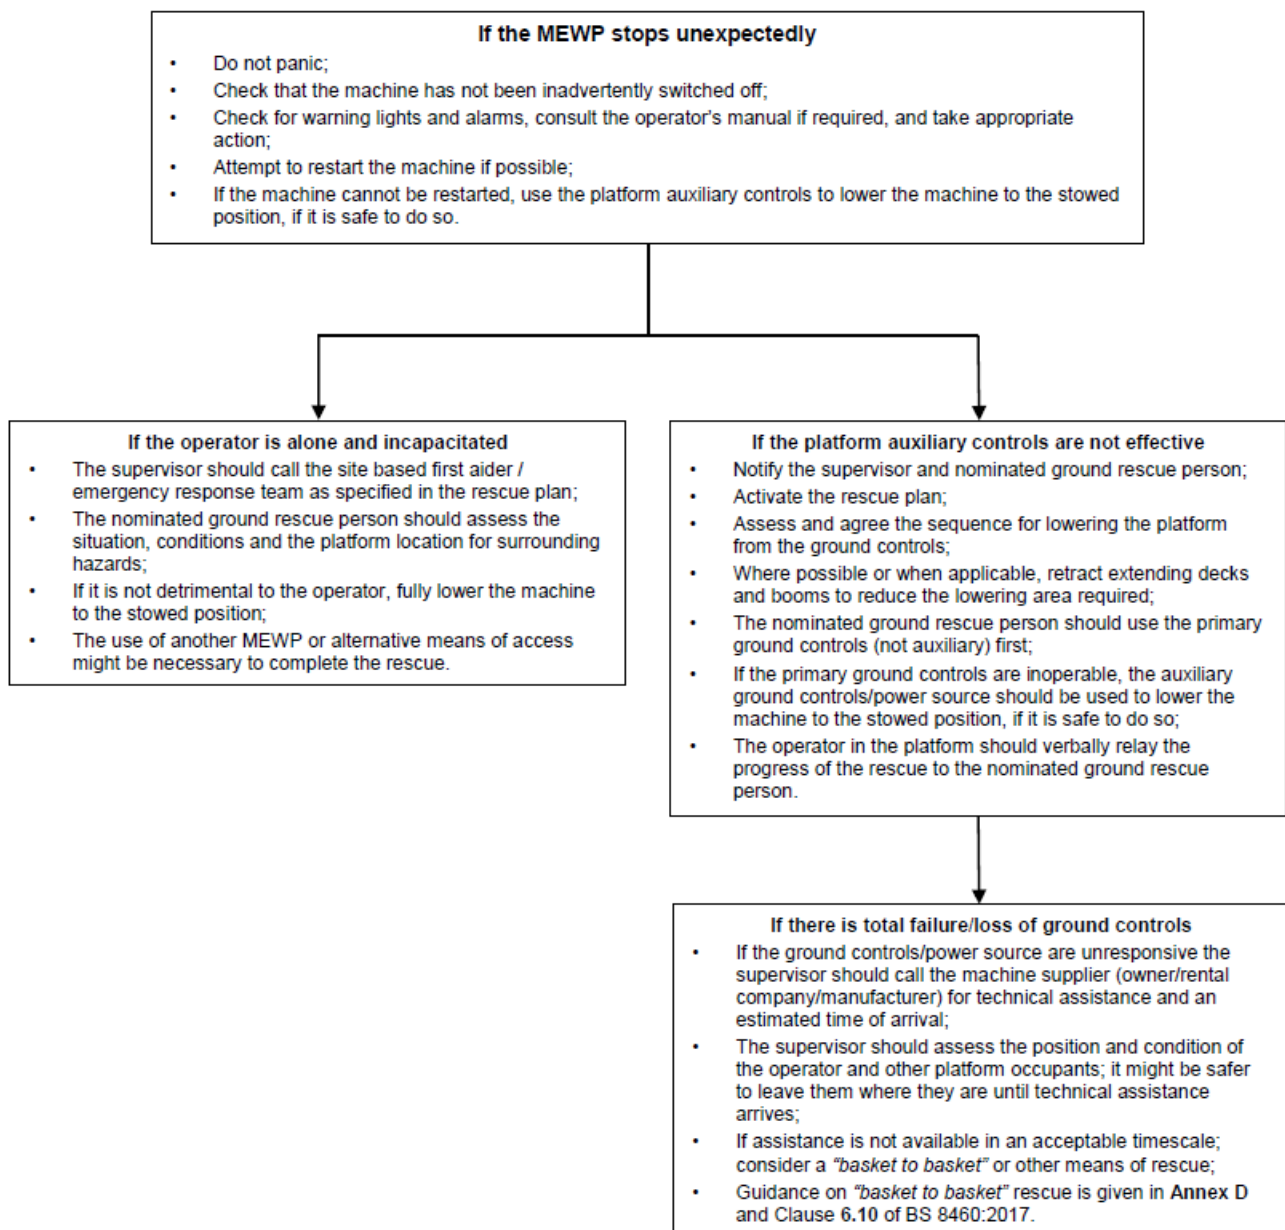 If the MEWP stops unexpectedly
• Do not panic;
• Check that the machine has not been inadvertently switched off;
• Check for warning lights and alarms, consult the operator's manual if required, and take appropriate
action;
• Attempt to restart the machine if possible;
• If the machine cannot be restarted, use the platform auxiliary controls to lower the machine to the stowed
position, if it is safe to do so.
If the operator is alone and incapacitated
• The supervisor should call the site based first aider /
emergency response team as specified in the rescue plan;
• The nominated ground rescue person should assess the
situation, conditions and the platform location for surrounding
hazards;
• If it is not detrimental to the operator, fully lower the machine
to the stowed position;
• The use of another MEWP or alternative means of access
might be necessary to complete the rescue.
If the platform auxiliary controls are not effective
• Notify the supervisor and nominated ground rescue person;
• Activate the rescue plan;
• Assess and agree the sequence for lowering the platform
from the ground controls;
• Where possible or when applicable, retract extending decks
and booms to reduce the lowering area required;
• The nominated ground rescue person should use the primary
ground controls (not auxiliary) first;
• If the primary ground controls are inoperable, the auxiliary
ground controls/power source should be used to lower the
machine to the stowed position, if it is safe to do so;
• The operator in the platform should verbally relay the
progress of the rescue to the nominated ground rescue
person.
If there is total failure/loss of ground controls
• If the ground controls/power source are unresponsive the
supervisor should call the machine supplier (owner/rental
company/manufacturer) for technical assistance and an
estimated time of arrival;
• The supervisor should assess the position and condition of
the operator and other platform occupants; it might be safer
to leave them where they are until technical assistance
arrives;
• If assistance is not available in an acceptable timescale;
consider a "basket to basket" or other means of rescue;
• Guidance on "basket to basket" rescue is given in Annex D
and Clause 6.10 of BS 8460:2017.